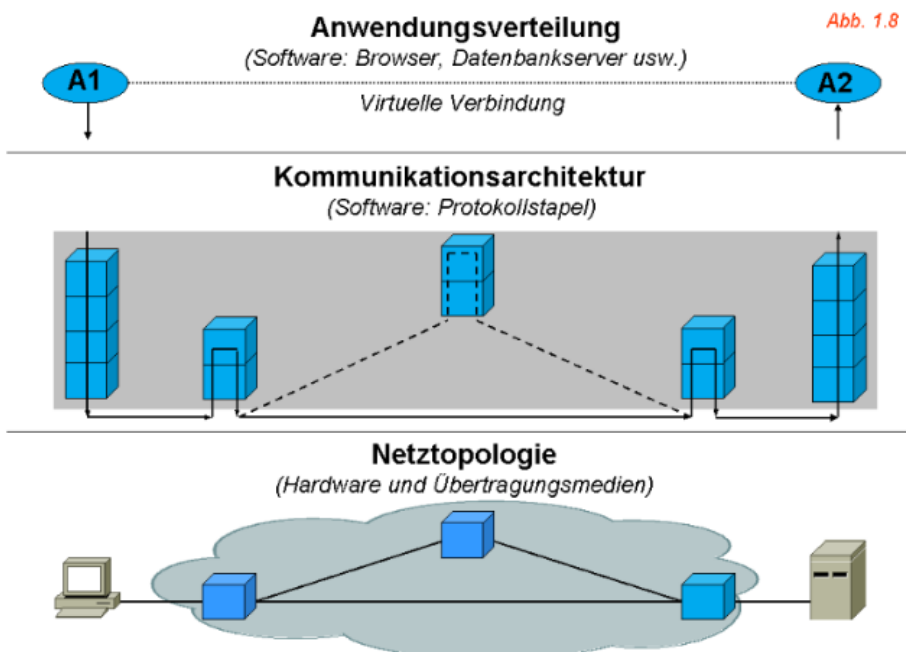 Anwendungsverteilung
Abb. 1.8
(Software: Browser, Datenbankserver usw.)
A1
A2
Virtuelle Verbindung
Kommunikationsarchitektur
(Software: Protokollstapel)
Netztopologie
(Hardware und Übertragungsmedien)